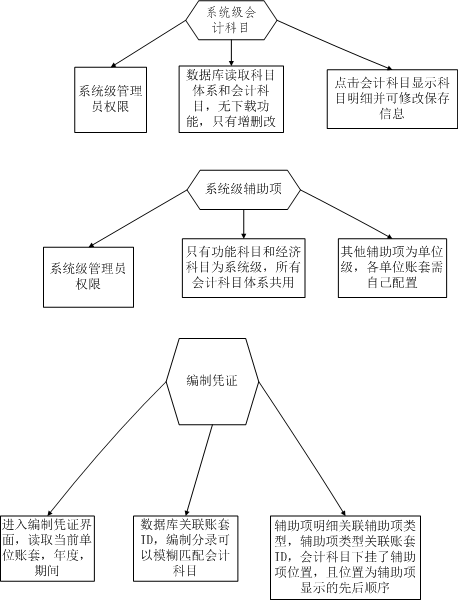 系统级会
计科目
系统级管理
员权限
数据库读取科目
体系和会计科
目，无下载功
能，只有增删改
点击会计科目显示科
目明细并可修改保存
信息
系统级辅助项
系统级管理员
权限
只有功能科目和经济
科目为系统级，所有
会计科目体系共用
其他辅助项为单位
级，各单位账套需
自己配置
编制凭证
进入编制凭证界
面，读取当前单
位账套，年度，
期间
数据库关联账套
ID，编制分录可
以模糊匹配会计
科目
辅助项明细关联辅助项类
型，辅助项类型关联账套
ID，会计科目下挂了辅助
项位置，且位置为辅助项
显示的先后顺序